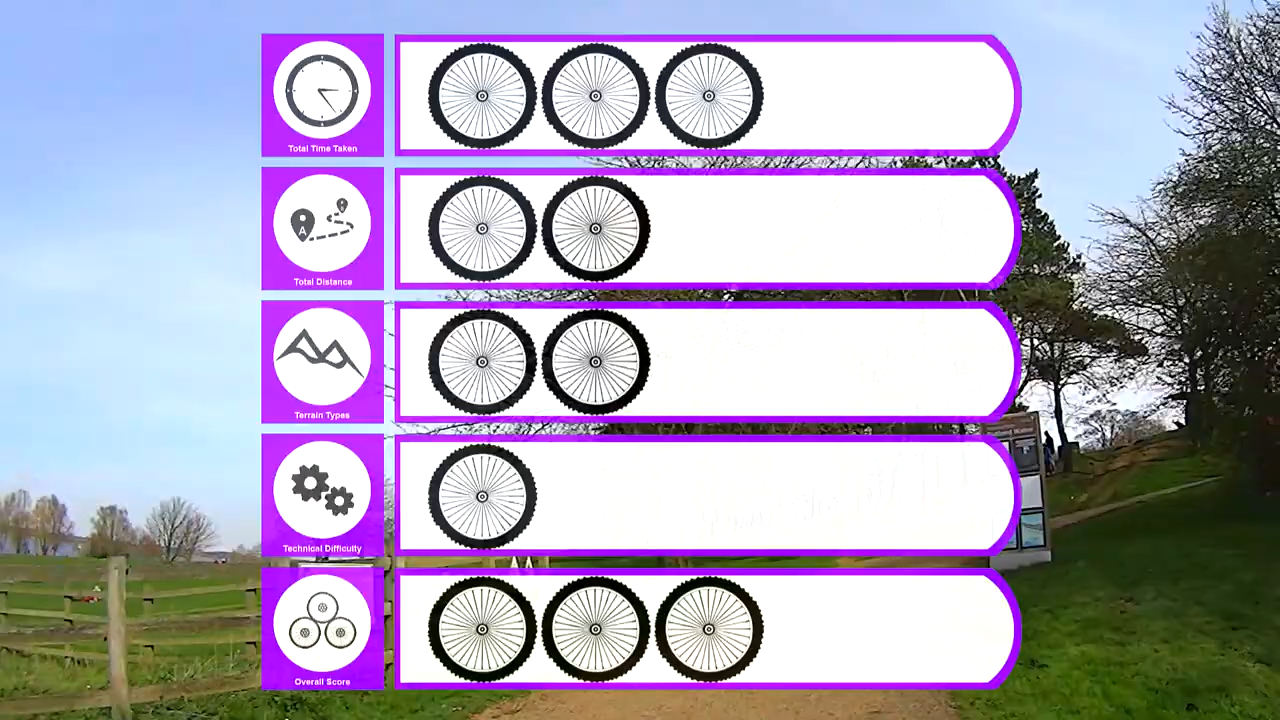 Total Time Taken
A
Total Distance
Terrain Types
Technical Difficulty
Overall Score